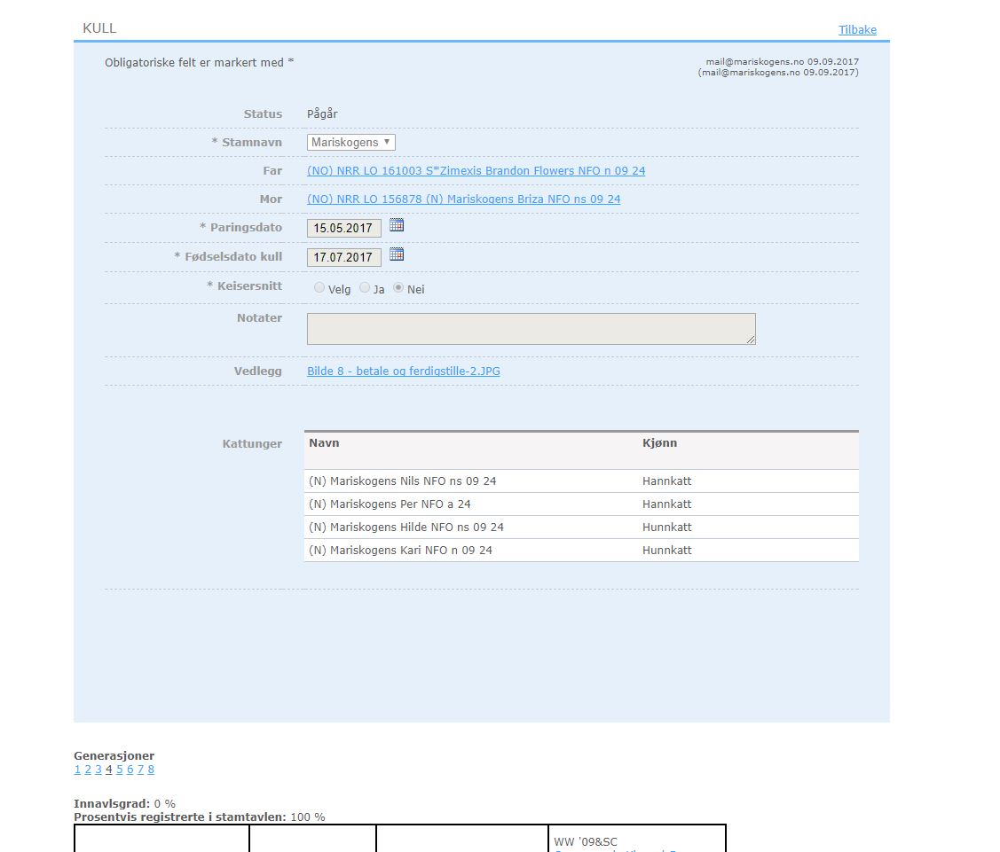 KULL
Tilbake
Obligatoriske felt er markert med *
mail@mariskogens.no 09.09.2017
(mail@mariskogens.no 09.09.2017)
Status Pågår
* Stamnavn Mariskogens ▼
Far (NO) NRR LO 161003 S*Zimexis Brandon Flowers NFO n 09 24
Mor (NO) NRR LO 156878 (N) Mariskogens Briza NFO ns 09 24
* Paringsdato 15.05.2017
* Fødselsdato kull 17.07.2017
* Keisersnitt Velg Ja Nei
Notater
Vedlegg Bilde 8 - betale og ferdigstille-2.JPG
Kattunger Navn Kjønn
(N) Mariskogens Nils NFO ns 09 24 Hannkatt
(N) Mariskogens Per NFO a 24 Hannkatt
(N) Mariskogens Hilde NFO ns 09 24 Hunnkatt
(N) Mariskogens Kari NFO n 09 24 Hunnkatt
Generasjoner
1 2 3 4 5 6 7 8
Innavlsgrad: 0 %
Prosentvis registrerte i stamtavlen: 100 %
WW '09&SC